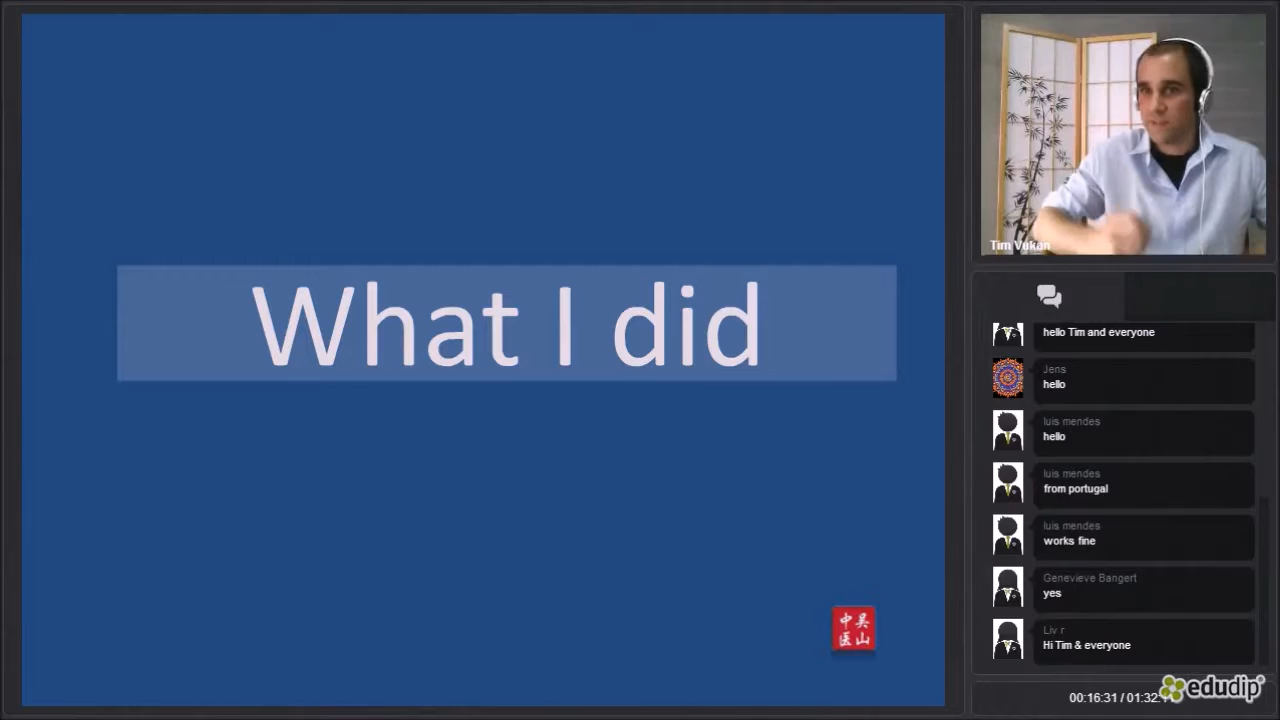 What I did
中吴
医山
Tim Vukan
hello Tim and everyone
Jens
hello
luis mendes
hello
luis mendes
from portugal
luis mendes
works fine
Genevieve Bangert
yes
Liv r
Hi Tim & everyone
00:16:31 / 01:32:
edudip